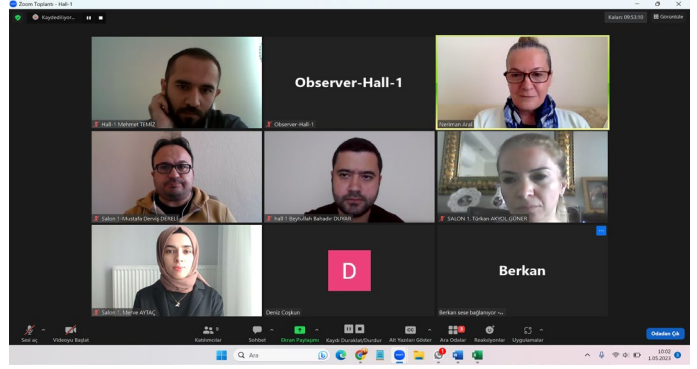 Zoom Toplantı - Hall-1
Kaydediliyor...
Kalan: 09:53:10
Görüntüle
Hall-1 Mehmet TEMİZ
Observer-Hall-1
Observer-Hall-1
Neriman Aral
Salon 1-Mustafa Derviş DERELİ
hall 1 Beytullah Bahadır DUYAR
SALON 1. Türkan AKYOL GÜNER
Salon 1, Merve AYTAÇ
D
Deniz Coşkun
Berkan
Berkan sese bağlanıyor
Sesi aç
Videoyu Başlat
Katılımcılar
Sohbet
Ekran Paylaşımı
Kaydı Duraklat/Durdur
Alt Yazıları Göster
Ara Odalar
Reaksiyonlar
Uygulamalar
Odadan Çık
Ara
10:02
1.05.2023